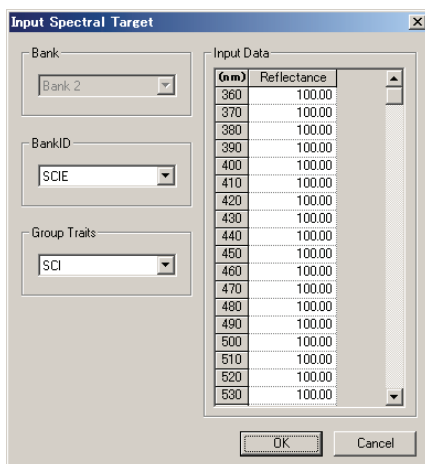 Input Spectral Target
Bank
Bank 2
BankID
SCIE
Group Traits
SCI
Input Data
(nm) Reflectance
360 100.00
370 100.00
380 100.00
390 100.00
400 100.00
410 100.00
420 100.00
430 100.00
440 100.00
450 100.00
460 100.00
470 100.00
480 100.00
490 100.00
500 100.00
510 100.00
520 100.00
530 100.00
OK Cancel